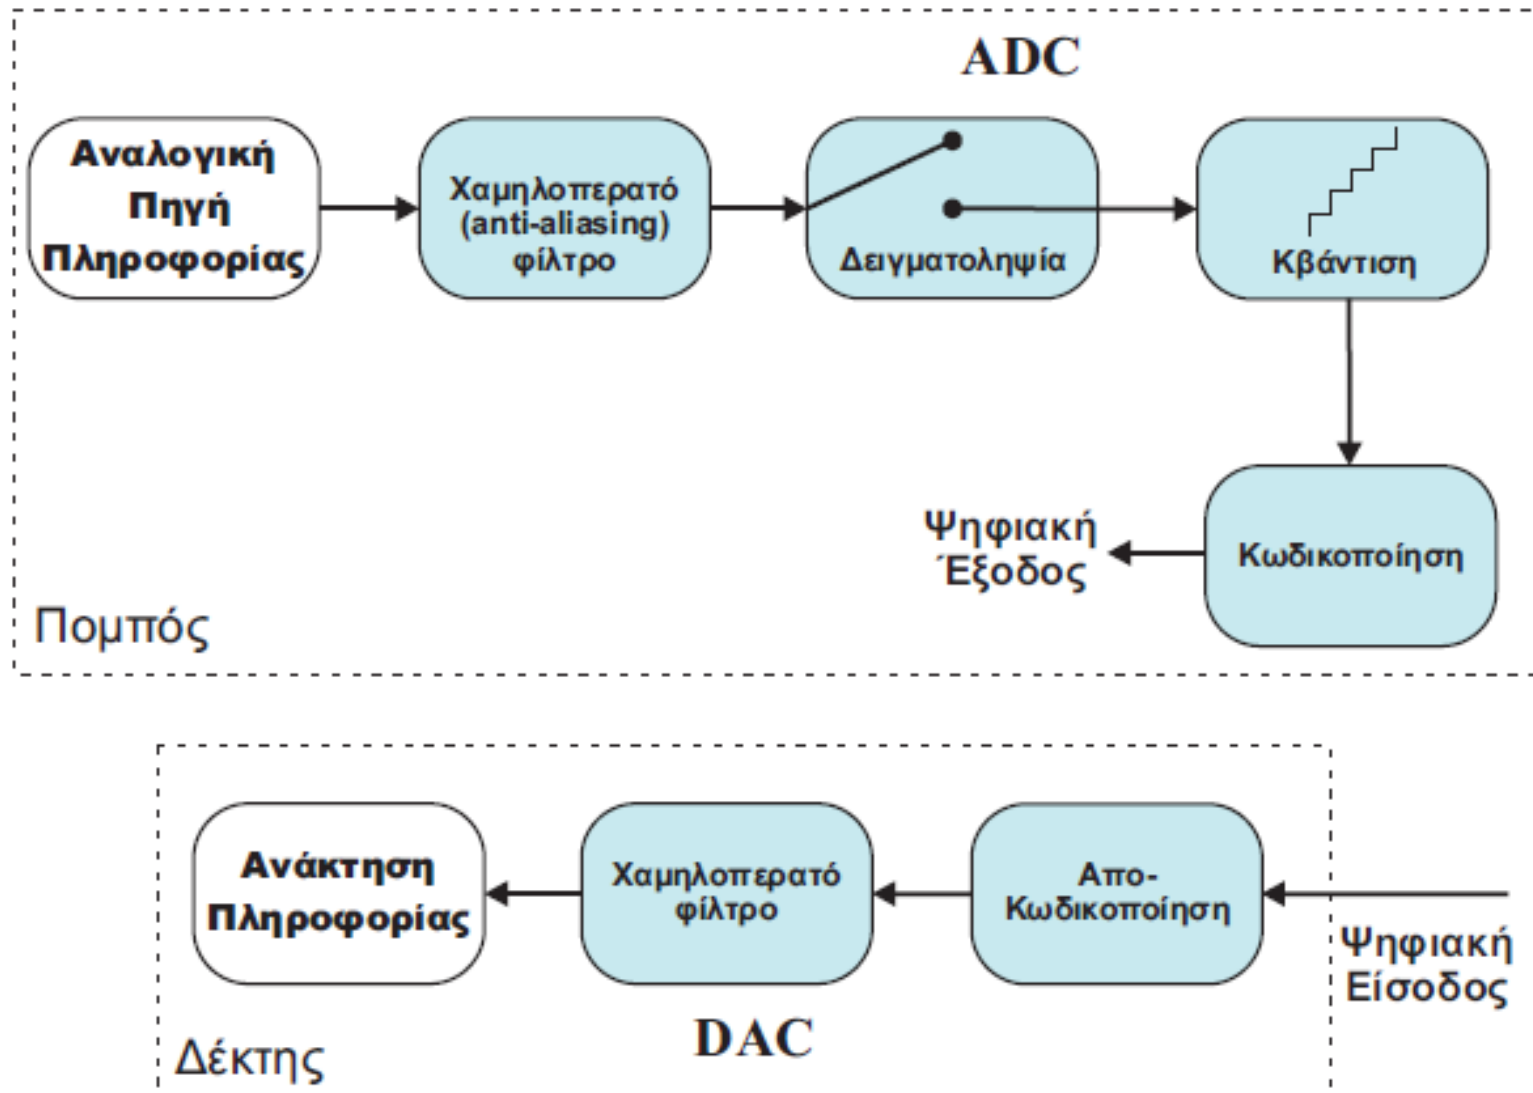 ADC
Αναλογική
Πηγή
Πληροφορίας
Χαμηλοπερατό
(anti-aliasing)
φίλτρο
Δειγματοληψία
Κβάντιση
Κωδικοποίηση
Ψηφιακή
Έξοδος
Πομπός
Ανάκτηση
Πληροφορίας
Χαμηλοπερατό
φίλτρο
Απο-
Κωδικοποίηση
Ψηφιακή
Είσοδος
DAC
Δέκτης